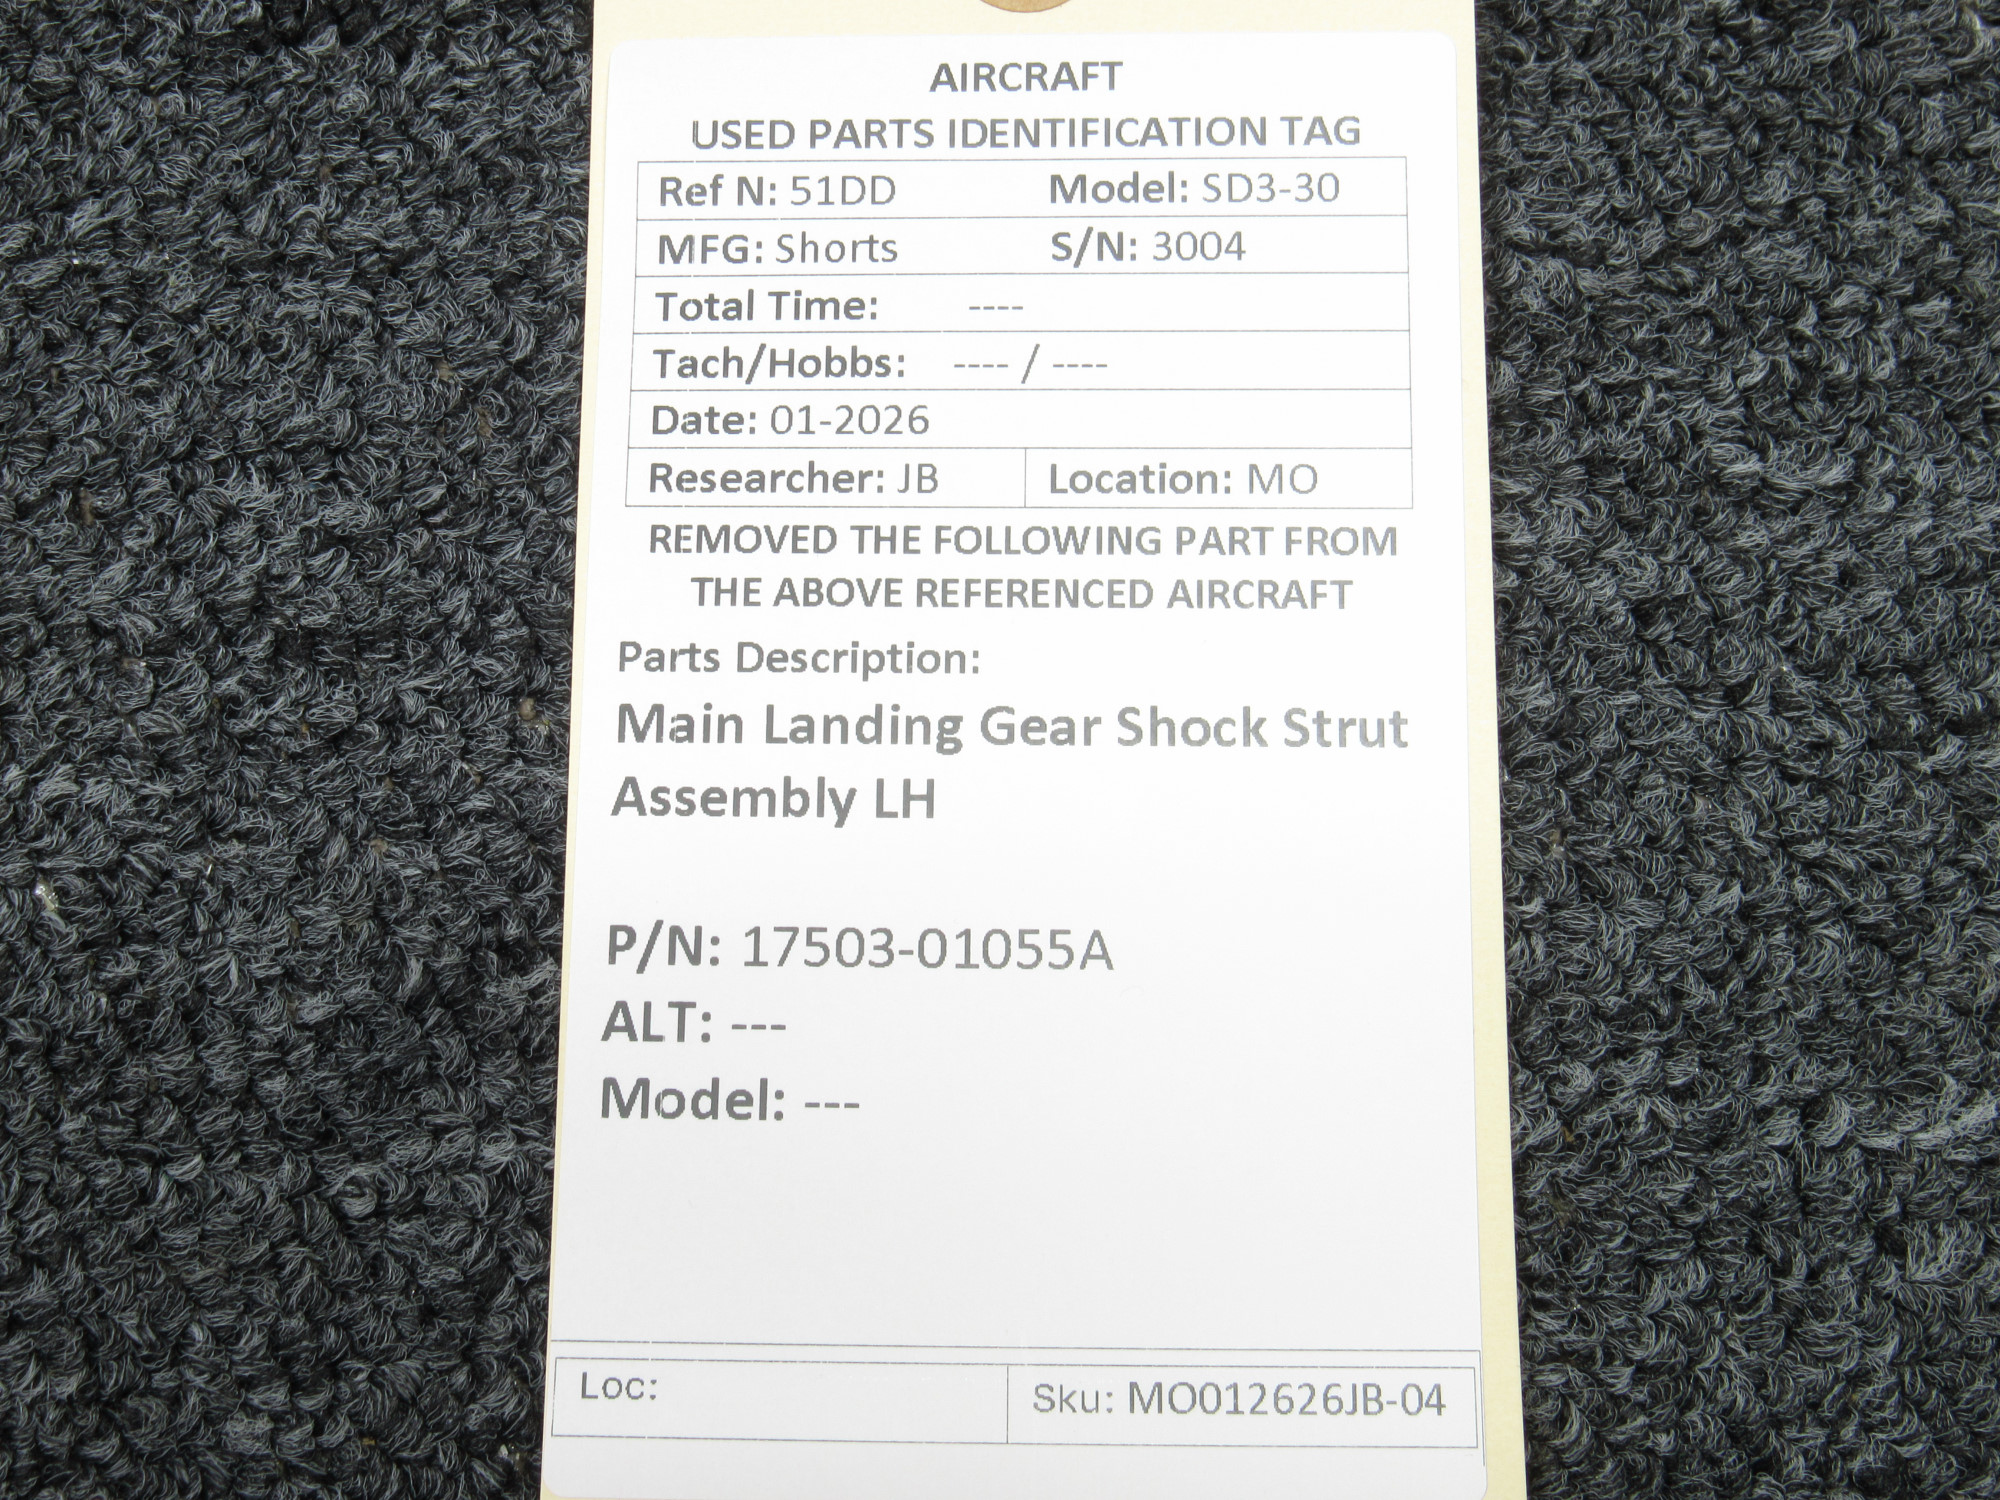 AIRCRAFT
USED PARTS IDENTIFICATION TAG
Ref N: 51DD Model: SD3-30
MFG: Shorts S/N: 3004
Total Time: ----
Tach/Hobbs: ---- / ----
Date: 01-2026
Researcher: JB Location: MO
REMOVED THE FOLLOWING PART FROM
THE ABOVE REFERENCED AIRCRAFT
Parts Description:
Main Landing Gear Shock Strut
Assembly LH
P/N: 17503-01055A
ALT: ---
Model: ---
Loc: Sku: MO012626JB-04